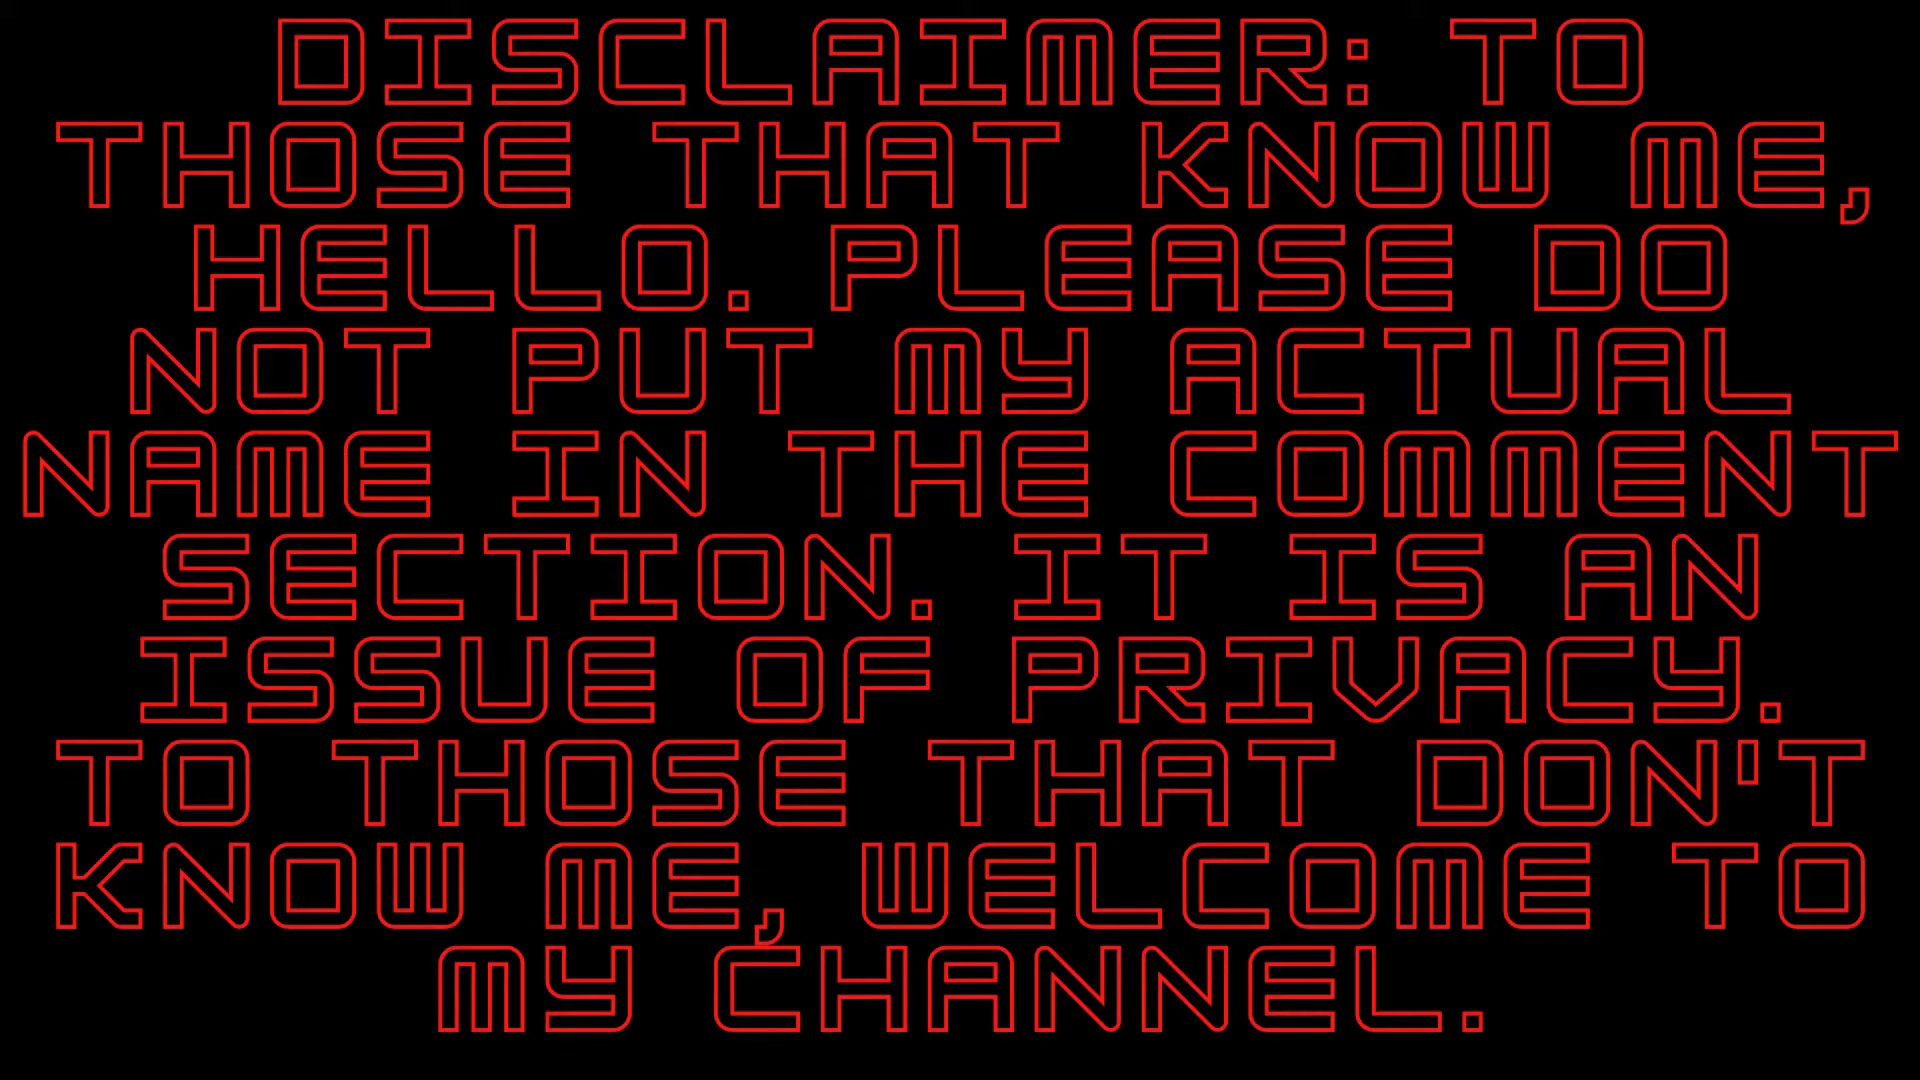 DISCLAIMER: TO
THOSE THAT KNOW ME,
HELLO. PLEASE DO
NOT PUT MY ACTUAL
NAME IN THE COMMENT
SECTION. IT IS AN
ISSUE OF PRIVACY.
TO THOSE THAT DON'T
KNOW ME, WELCOME TO
MY CHANNEL.